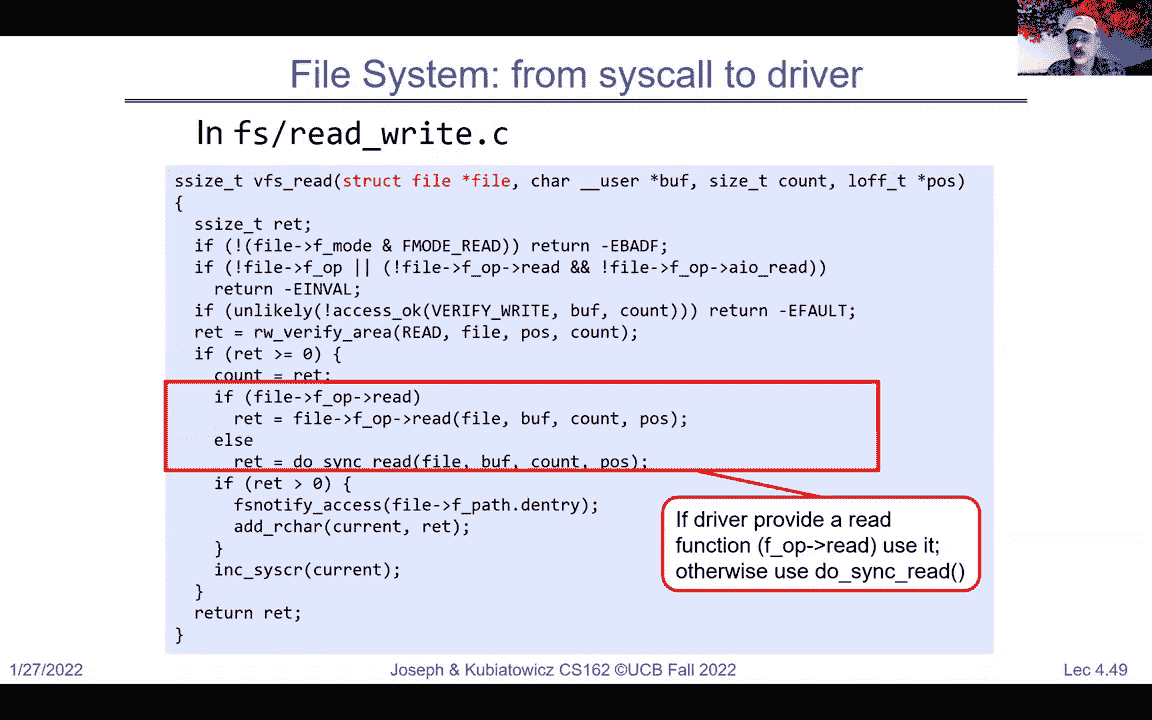 File System: from syscall to driver
In fs/read_write.c
ssize_t vfs_read(struct file *file, char __user *buf, size_t count, loff_t *pos)
{
  ssize_t ret;
  if (!(file->f_mode & FMODE_READ)) return -EBADF;
  if (!file->f_op || (!file->f_op->read && !file->f_op->aio_read))
    return -EINVAL;
  if (unlikely(!access_ok(VERIFY_WRITE, buf, count))) return -EFAULT;
  ret = rw_verify_area(READ, file, pos, count);
  if (ret >= 0) {
    count = ret;
    if (file->f_op->read)
      ret = file->f_op->read(file, buf, count, pos);
    else
      ret = do_sync_read(file, buf, count, pos);
    if (ret > 0) {
      fsnotify_access(file->f_path.dentry);
      add_rchar(current, ret);
    }
    inc_syscr(current);
  }
  return ret;
}
If driver provide a read
function (f_op->read) use it;
otherwise use do_sync_read()
1/27/2022
Joseph & Kubiatowicz CS162 ©UCB Fall 2022
Lec 4.49